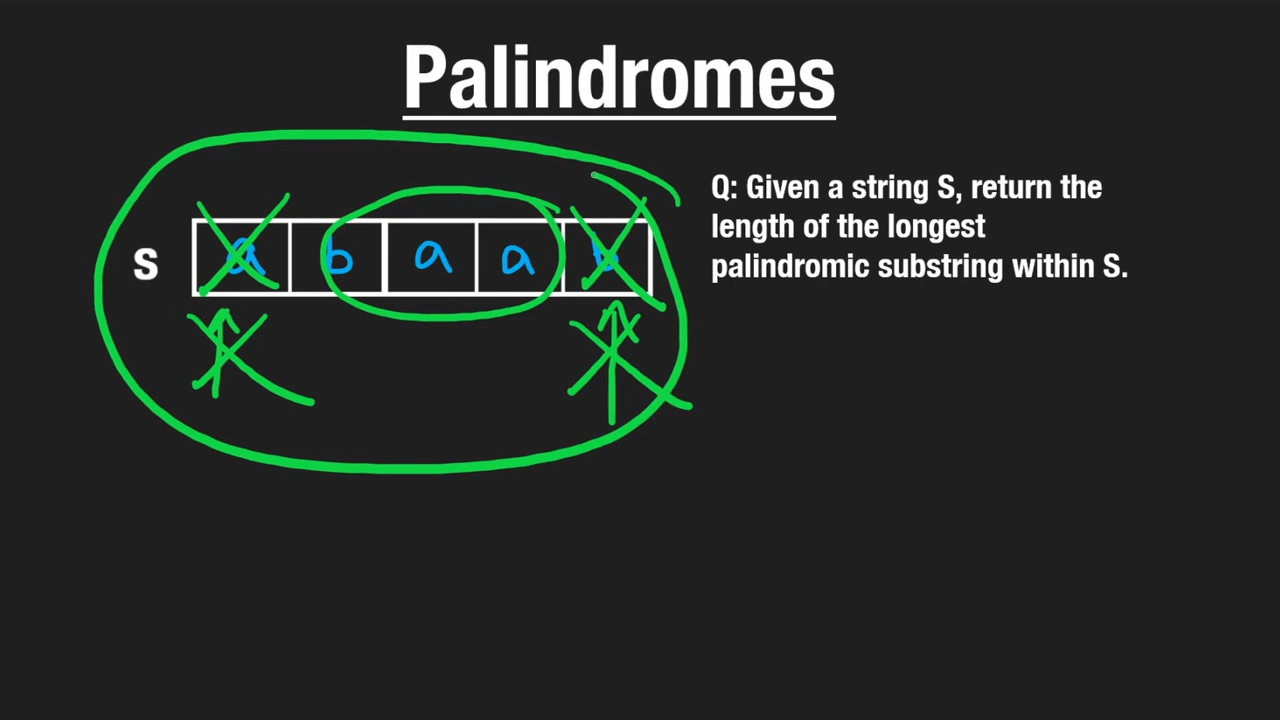 Palindromes
Q: Given a string S, return the
length of the longest
palindromic substring within S.
S a b a a b